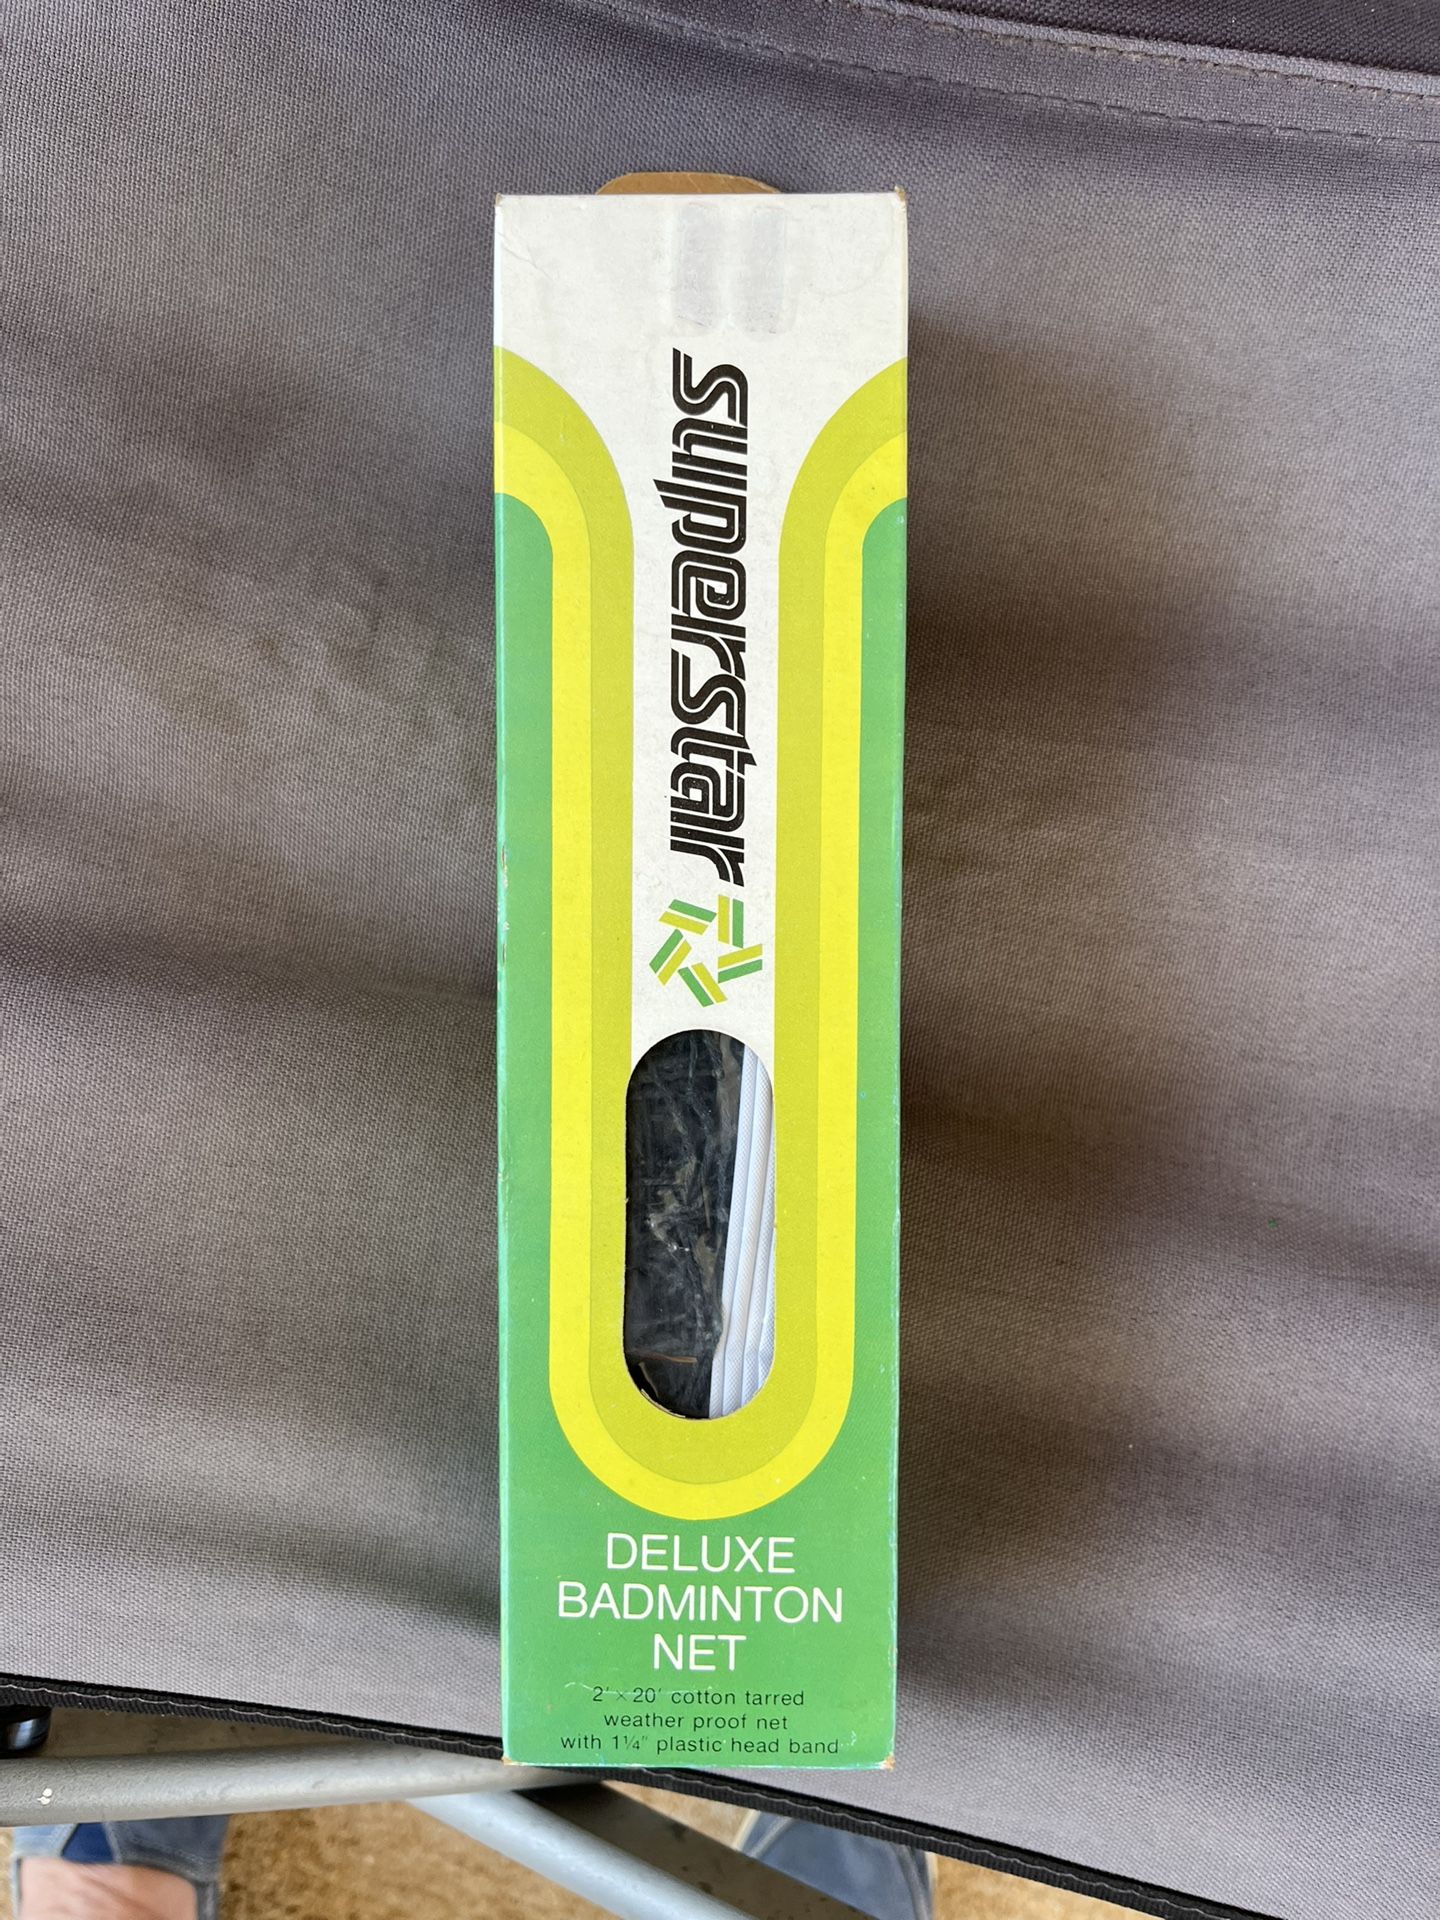 superstar
DELUXE
BADMINTON
NET
2' × 20' cotton tarred
weather proof net
with 1¼" plastic head band